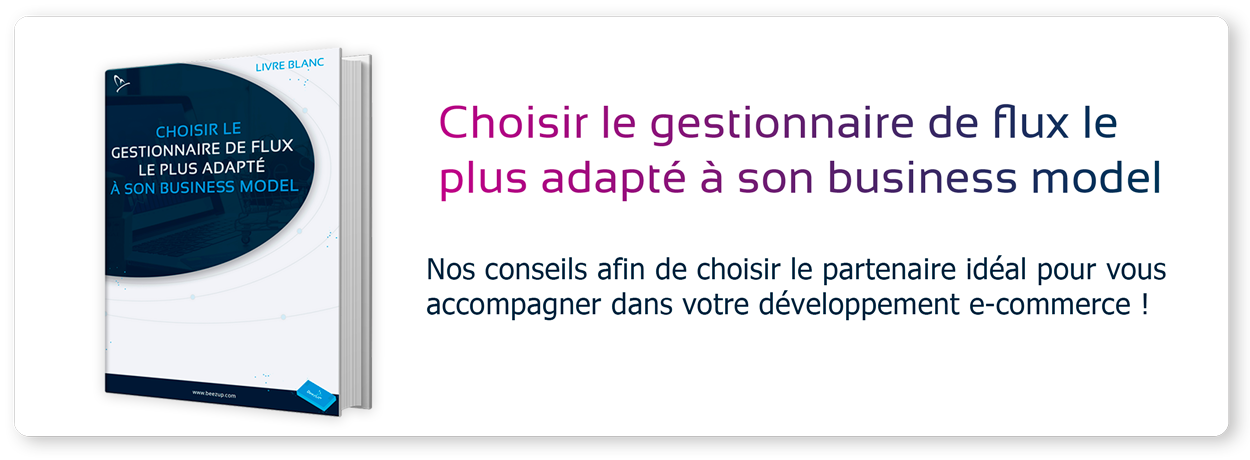 LIVRE BLANC
CHOISIR LE
GESTIONNAIRE DE FLUX
LE PLUS ADAPTÉ
À SON BUSINESS MODEL
www.beezup.com
BeezUP
Choisir le gestionnaire de flux le
plus adapté à son business model
Nos conseils afin de choisir le partenaire idéal pour vous
accompagner dans votre développement e-commerce !